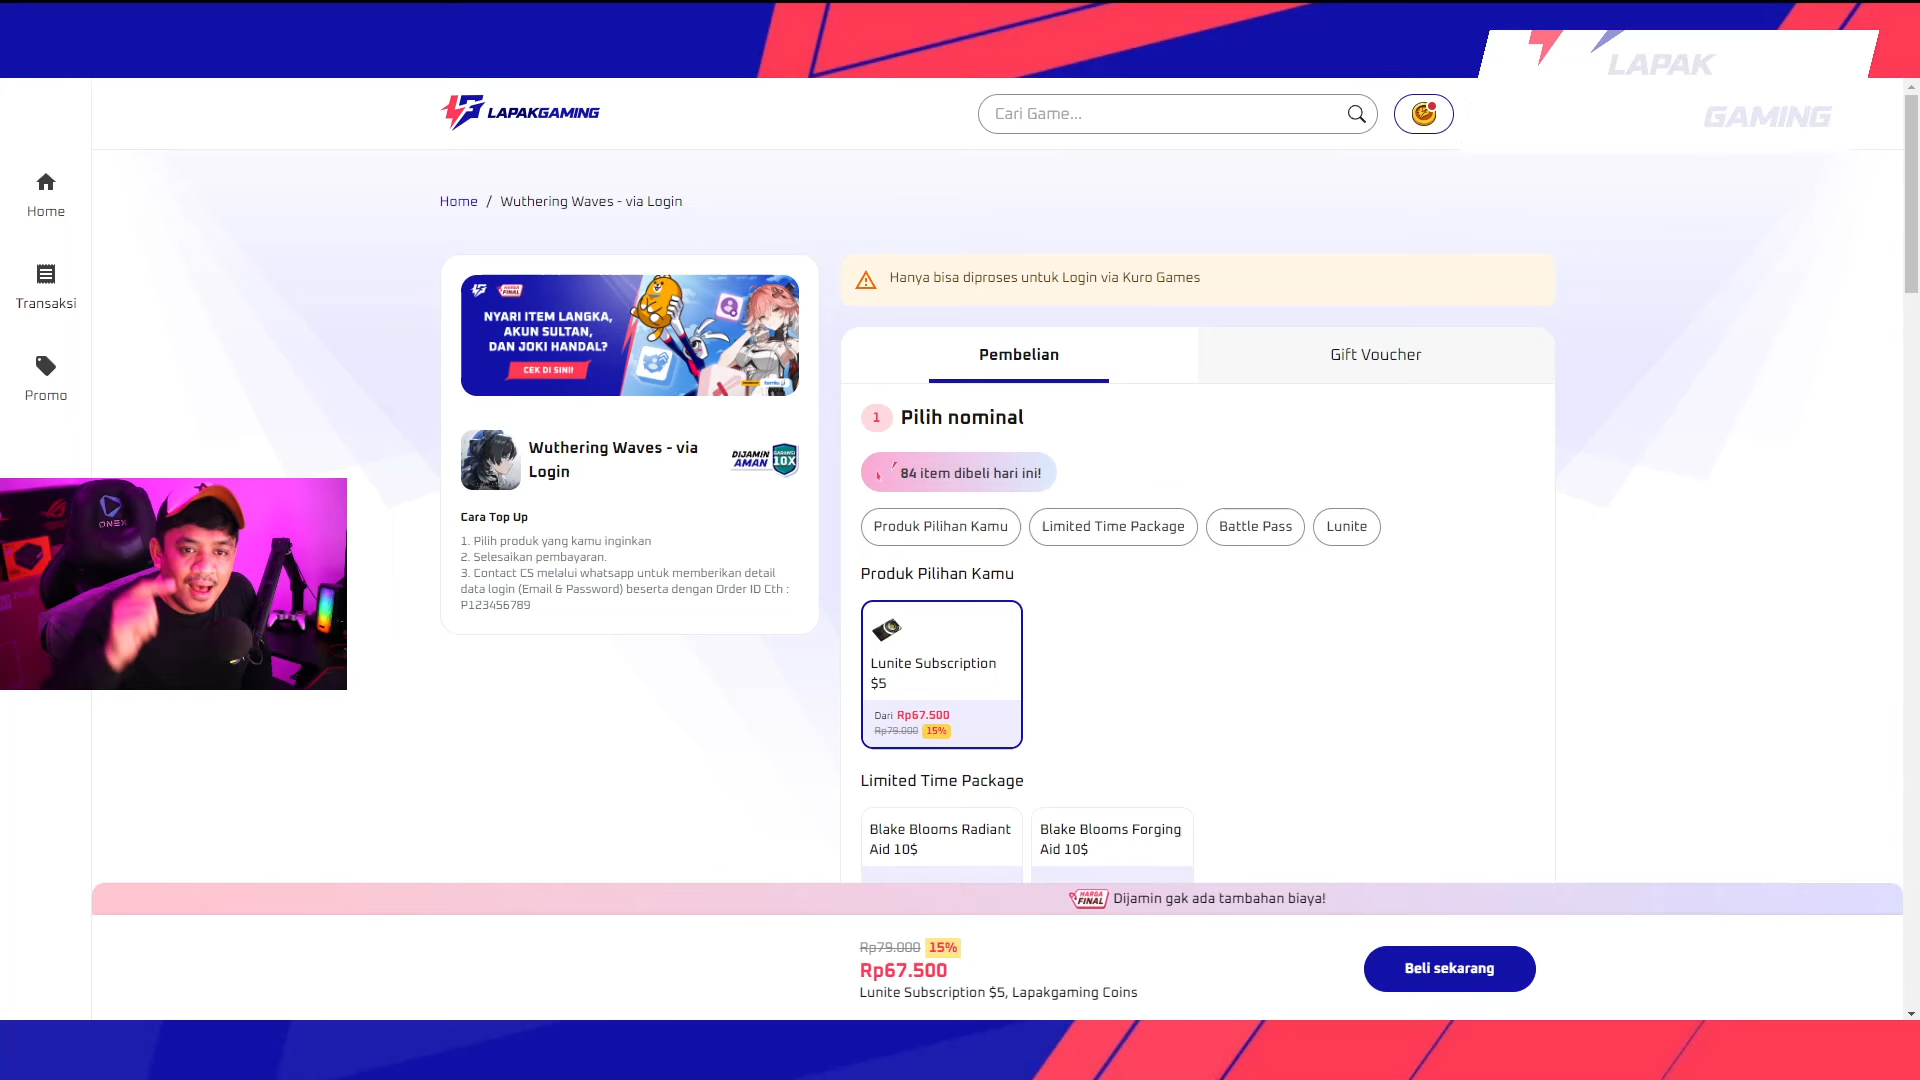 LAPAK
GAMING
LAPAKGAMING
Cari Game...
Home
Transaksi
Promo
Home / Wuthering Waves - via Login
HARGA
FINAL
NYARI ITEM LANGKA,
AKUN SULTAN,
DAN JOKI HANDAL?
CEK DI SINI!
Wuthering Waves - via
Login
DIJAMIN
AMAN
GARANSI
10X
Cara Top Up
1. Pilih produk yang kamu inginkan
2. Selesaikan pembayaran.
3. Contact CS melalui whatsapp untuk memberikan detail
data login (Email & Password) beserta dengan Order ID Cth :
P123456789
ONEX
Hanya bisa diproses untuk Login via Kuro Games
Pembelian
Gift Voucher
1 Pilih nominal
84 item dibeli hari ini!
Produk Pilihan Kamu
Limited Time Package
Battle Pass
Lunite
Produk Pilihan Kamu
Lunite Subscription
$5
Dari Rp67.500
Rp79.000 15%
Limited Time Package
Blake Blooms Radiant
Aid 10$
Blake Blooms Forging
Aid 10$
HARGA
FINAL
Dijamin gak ada tambahan biaya!
Rp79.000 15%
Rp67.500
Lunite Subscription $5, Lapakgaming Coins
Beli sekarang